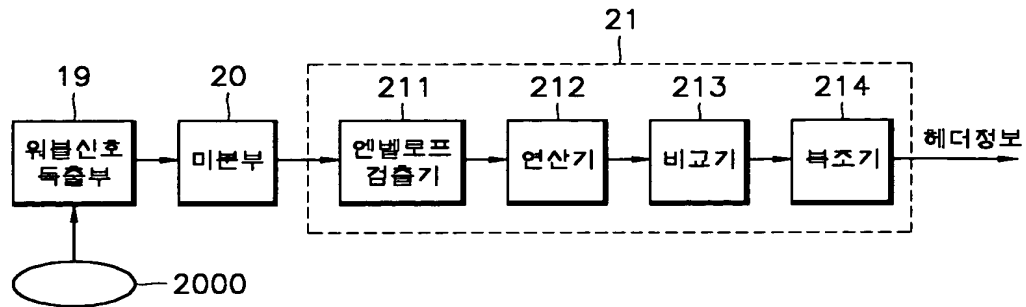 21
19
20
211
212
213
214
워블신호
독출부
미분부
엔벨로프
검출기
연산기
비교기
복조기
헤더정보
2000